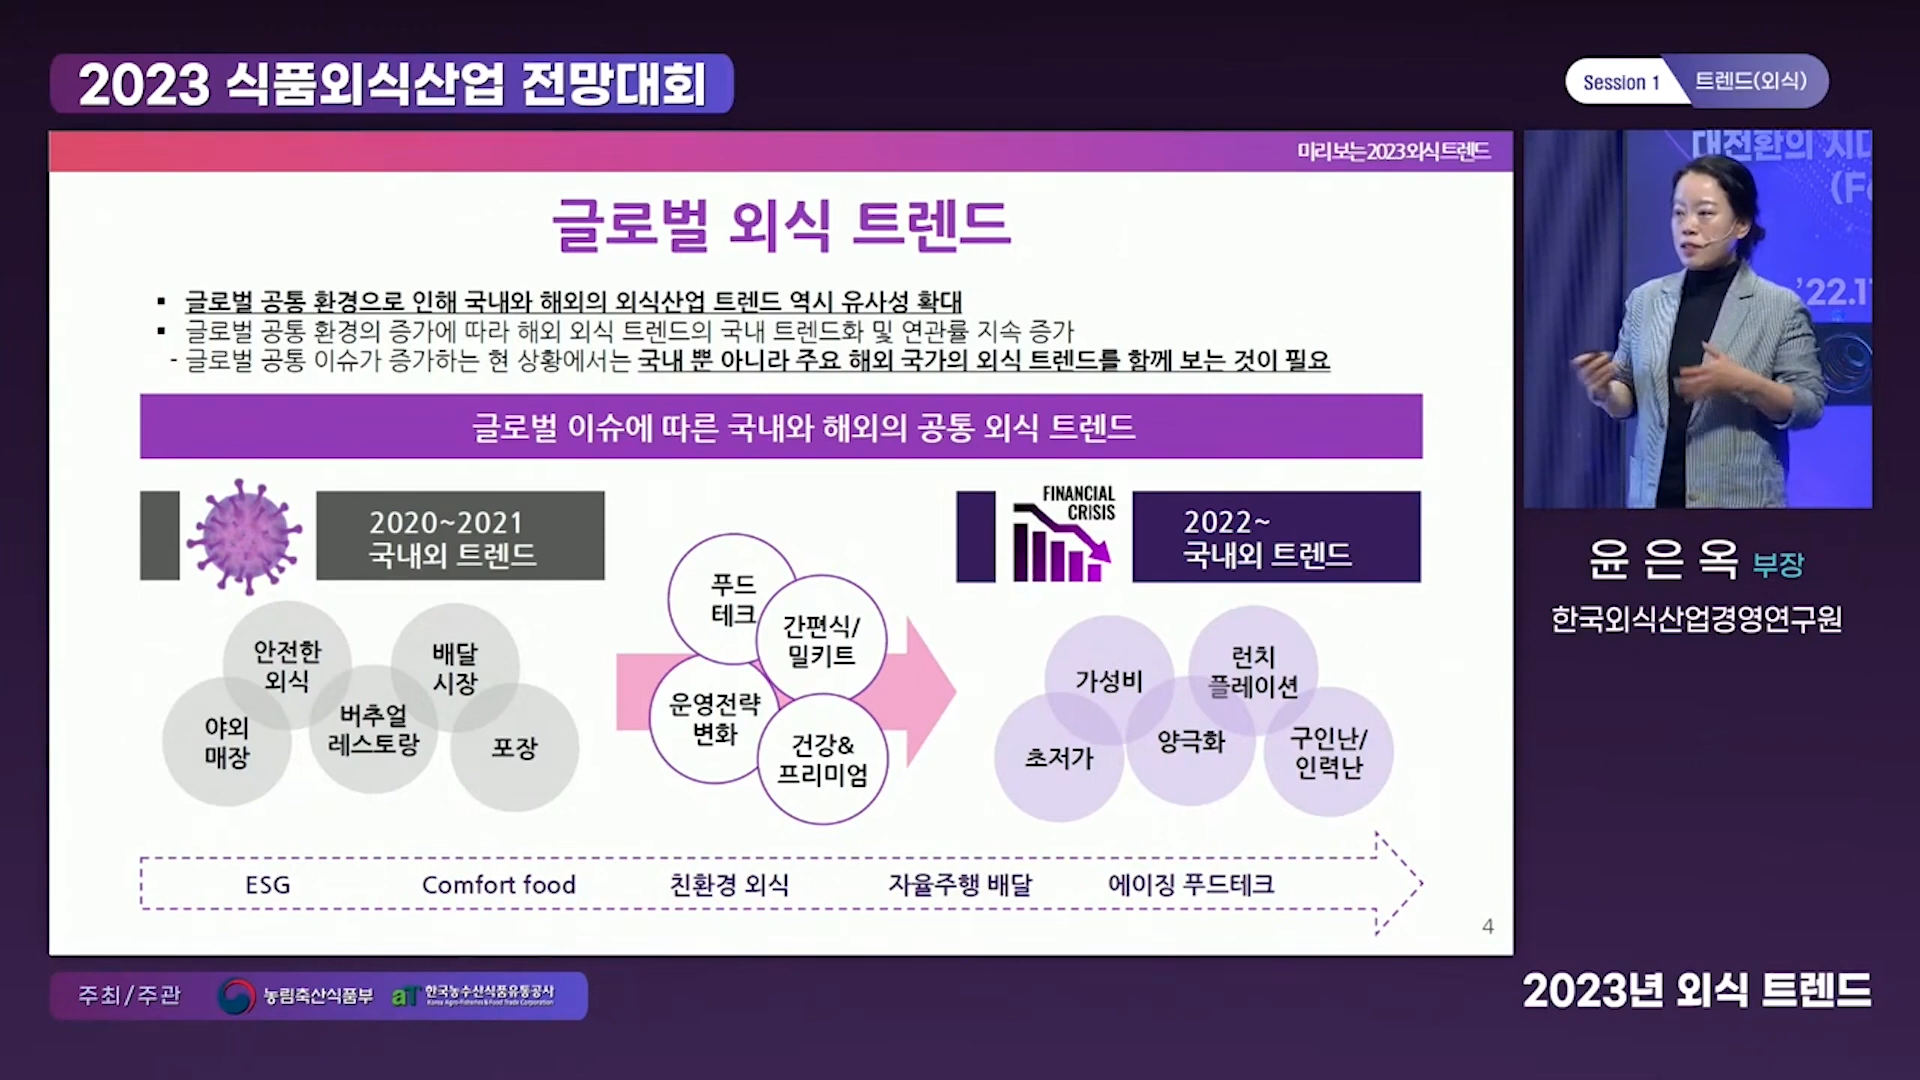 2023 식품외식산업 전망대회
Session 1
트렌드(외식)
미리 보는 2023 외식 트렌드
글로벌 외식 트렌드
▪ 글로벌 공통 환경으로 인해 국내와 해외의 외식산업 트렌드 역시 유사성 확대
▪ 글로벌 공통 환경의 증가에 따라 해외 외식 트렌드의 국내 트렌드화 및 연관률 지속 증가
- 글로벌 공통 이슈가 증가하는 현 상황에서는 국내 뿐 아니라 주요 해외 국가의 외식 트렌드를 함께 보는 것이 필요
글로벌 이슈에 따른 국내와 해외의 공통 외식 트렌드
2020~2021
국내외 트렌드
안전한
외식
배달
시장
야외
매장
버추얼
레스토랑
포장
푸드
테크
간편식/
밀키트
운영전략
변화
건강&
프리미엄
FINANCIAL
CRISIS
2022~
국내외 트렌드
가성비
런치
플레이션
초저가
양극화
구인난/
인력난
ESG
Comfort food
친환경 외식
자율주행 배달
에이징 푸드테크
4
대전환의 시대
'22.1
윤은옥 부장
한국외식산업경영연구원
주최/주관
농림축산식품부
aT 한국농수산식품유통공사
Korea Agro-Fisheries & Food Trade Corporation
2023년 외식 트렌드